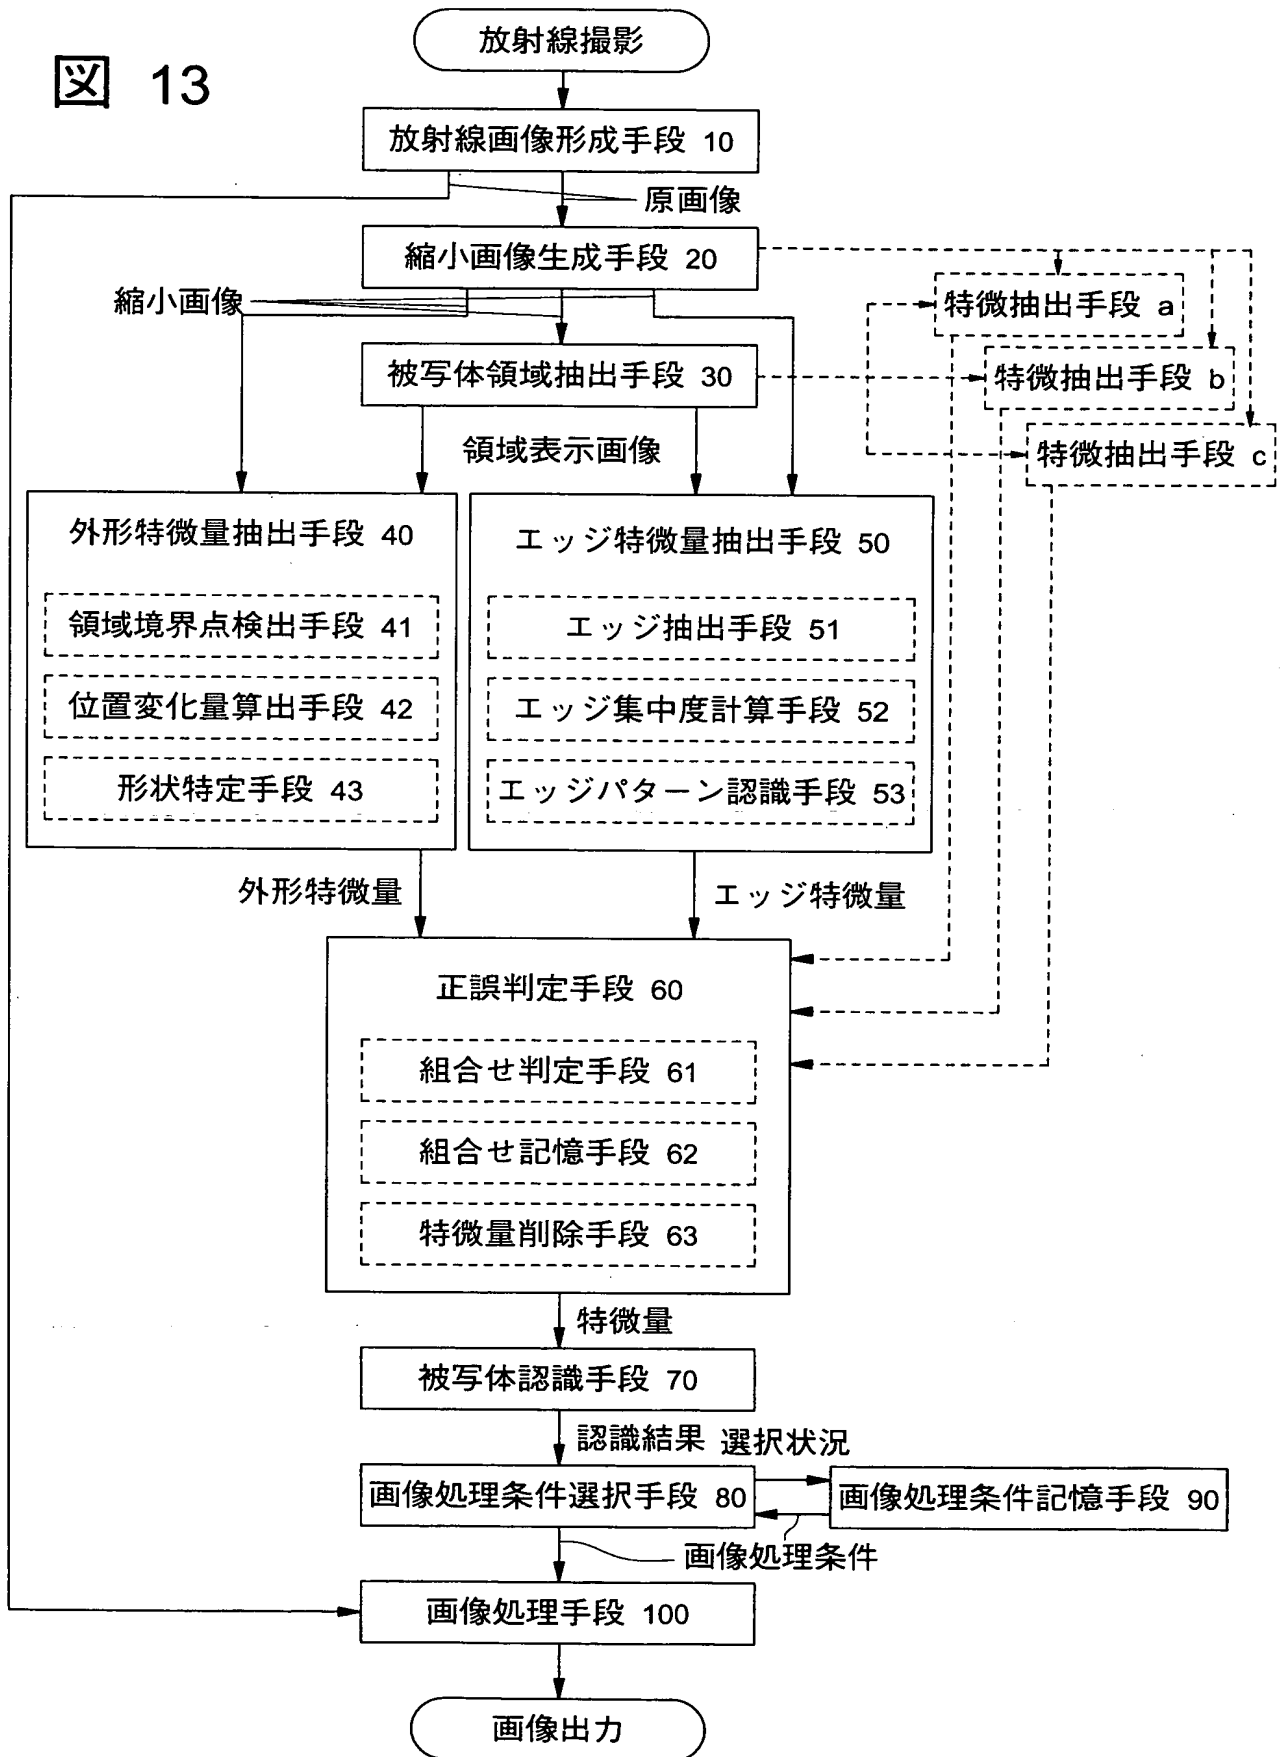 図 13
放射線撮影
放射線画像形成手段 10
原画像
縮小画像生成手段 20
縮小画像
特微抽出手段 a
被写体領域抽出手段 30
特微抽出手段 b
領域表示画像
特微抽出手段 c
外形特微量抽出手段 40
領域境界点検出手段 41
位置変化量算出手段 42
形状特定手段 43
エッジ特微量抽出手段 50
エッジ抽出手段 51
エッジ集中度計算手段 52
エッジパターン認識手段 53
外形特微量
エッジ特微量
正誤判定手段 60
組合せ判定手段 61
組合せ記憶手段 62
特微量削除手段 63
特微量
被写体認識手段 70
認識結果 選択状況
画像処理条件選択手段 80
画像処理条件記憶手段 90
画像処理条件
画像処理手段 100
画像出力